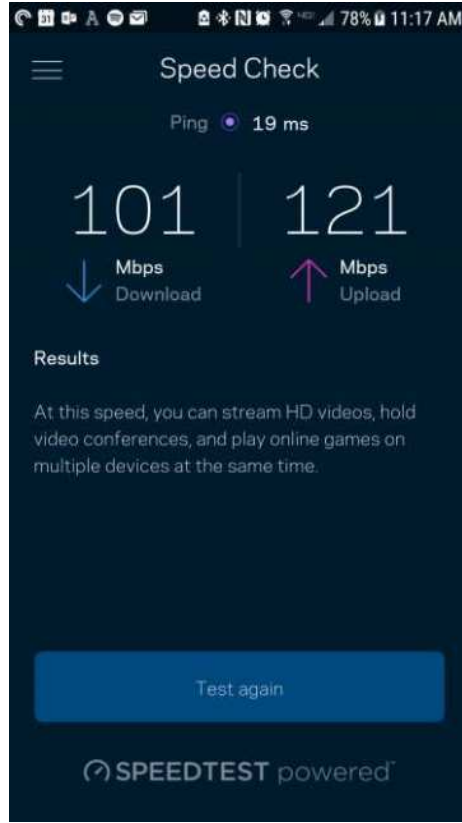 78% 11:17 AM
Speed Check
Ping 19 ms
101 121
Mbps Mbps
Download Upload
Results
At this speed, you can stream HD videos, hold
video conferences, and play online games on
multiple devices at the same time.
Test again
SPEEDTEST powered™